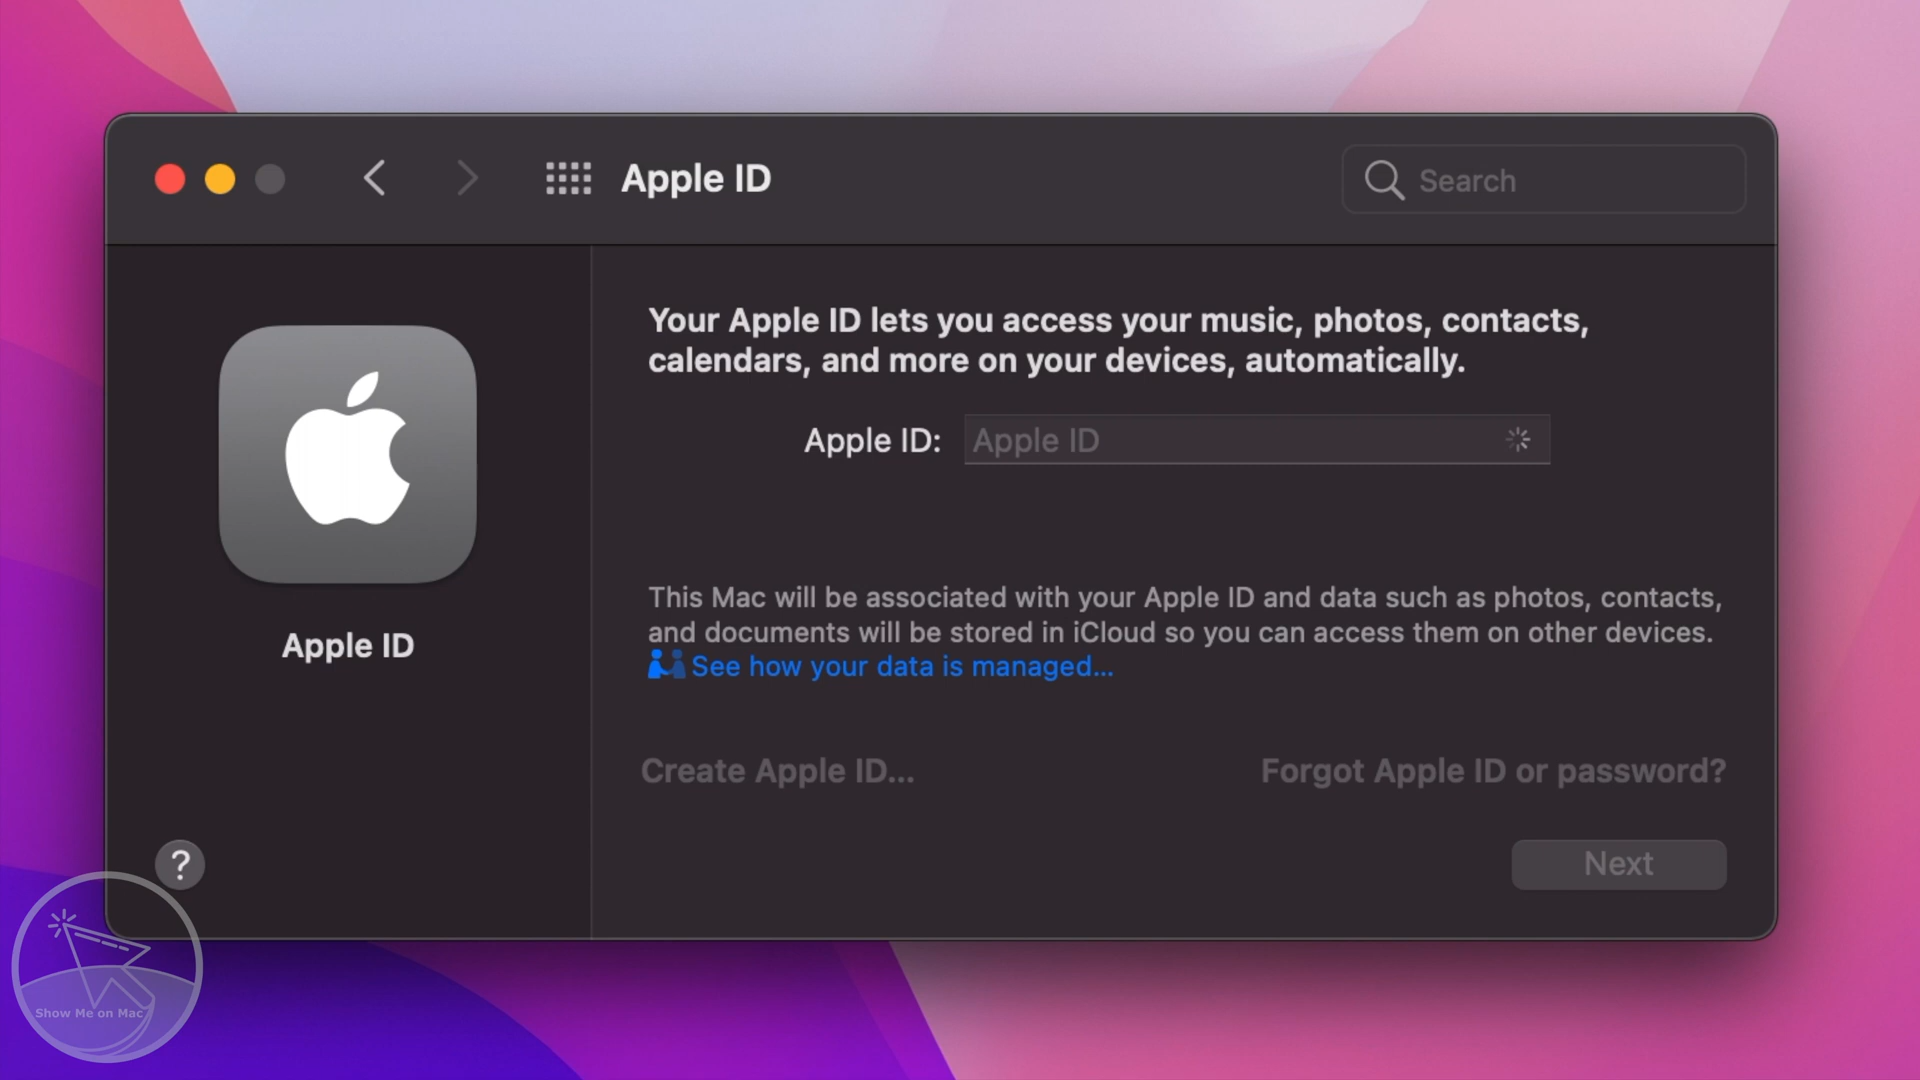 Apple ID
Search
Your Apple ID lets you access your music, photos, contacts,
calendars, and more on your devices, automatically.
Apple ID: Apple ID
This Mac will be associated with your Apple ID and data such as photos, contacts,
and documents will be stored in iCloud so you can access them on other devices.
See how your data is managed...
Apple ID
Create Apple ID...
Forgot Apple ID or password?
?
Next
Show Me on Mac